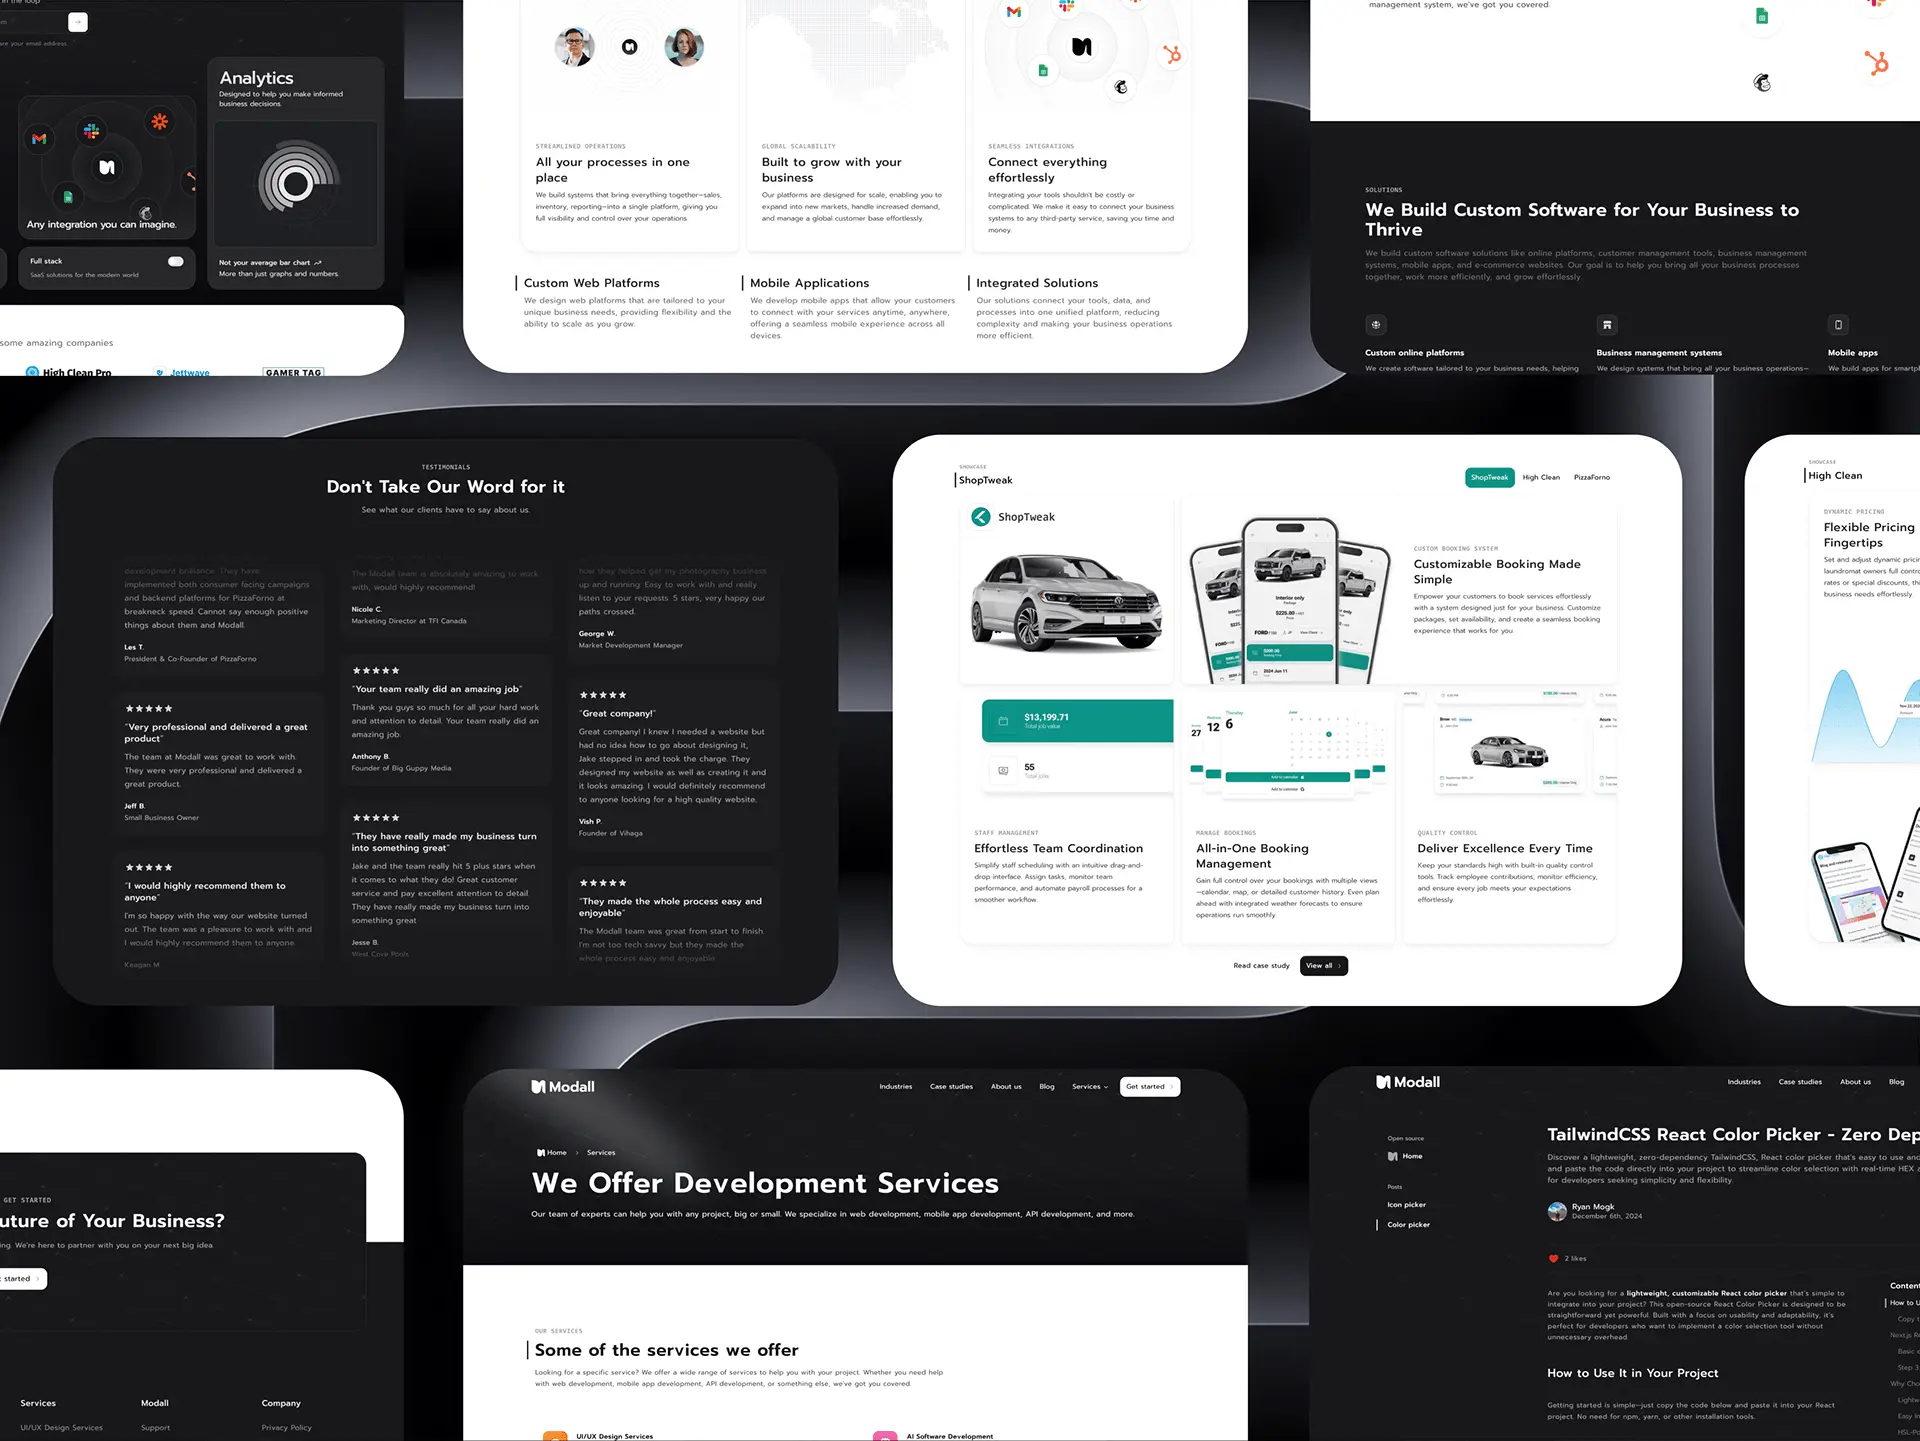 in the loop
are your email address.
Any integration you can imagine.
Full stack
SaaS solutions for the modern world
Analytics
Designed to help you make informed
business decisions.
Not your average bar chart
More than just graphs and numbers.
some amazing companies
High Clean Pro
Jettwave
GAMER TAG
STREAMLINED OPERATIONS
All your processes in one
place
We build systems that bring everything together—sales,
inventory, reporting—into a single platform, giving you
full visibility and control over your operations.
GLOBAL SCALABILITY
Built to grow with your
business
Our platforms are designed for scale, enabling you to
expand into new markets, handle increased demand,
and manage a global customer base effortlessly.
SEAMLESS INTEGRATIONS
Connect everything
effortlessly
Integrating your tools shouldn't be costly or
complicated. We make it easy to connect your business
systems to any third-party service, saving you time and
money.
Custom Web Platforms
We design web platforms that are tailored to your
unique business needs, providing flexibility and the
ability to scale as you grow.
Mobile Applications
We develop mobile apps that allow your customers
to connect with your services anytime, anywhere,
offering a seamless mobile experience across all
devices.
Integrated Solutions
Our solutions connect your tools, data, and
processes into one unified platform, reducing
complexity and making your business operations
more efficient.
management system, we've got you covered.
SOLUTIONS
We Build Custom Software for Your Business to
Thrive
We build custom software solutions like online platforms, customer management tools, business management
systems, mobile apps, and e-commerce websites. Our goal is to help you bring all your business processes
together, work more efficiently, and grow effortlessly.
Custom online platforms
We create software tailored to your business needs, helping
Business management systems
We design systems that bring all your business operations—
Mobile apps
We build apps for smartp
TESTIMONIALS
Don't Take Our Word for it
See what our clients have to say about us.
development brilliance. They have
implemented both consumer facing campaigns
and backend platforms for PizzaForno at
breakneck speed. Cannot say enough positive
things about them and Modall.
Les T.
President & Co-Founder of PizzaForno
★★★★★
"Very professional and delivered a great
product"
The team at Modall was great to work with.
They were very professional and delivered a
great product.
Jeff B.
Small Business Owner
★★★★★
"I would highly recommend them to
anyone"
I'm so happy with the way our website turned
out. The team was a pleasure to work with and
I would highly recommend them to anyone.
Keagan M.
The Modall team is absolutely amazing to work
with, would highly recommend!
Nicole C.
Marketing Director at TFI Canada
★★★★★
"Your team really did an amazing job"
Thank you guys so much for all your hard work
and attention to detail. Your team really did an
amazing job.
Anthony B.
Founder of Big Guppy Media
★★★★★
"They have really made my business turn
into something great"
Jake and the team really hit 5 plus stars when
it comes to what they do! Great customer
service and pay excellent attention to detail.
They have really made my business turn into
something great
Jesse B.
West Cove Pools
how they helped get my photography business
up and running. Easy to work with and really
listen to your requests. 5 stars, very happy our
paths crossed.
George W.
Market Development Manager
★★★★★
"Great company!"
Great company! I knew I needed a website but
had no idea how to go about designing it,
Jake stepped in and took the charge. They
designed my website as well as creating it and
it looks amazing. I would definitely recommend
to anyone looking for a high quality website.
Vish P.
Founder of Vihaga
★★★★★
"They made the whole process easy and
enjoyable"
The Modall team was great from start to finish.
I'm not too tech savvy but they made the
whole process easy and enjoyable.
SHOWCASE
ShopTweak
ShopTweak
High Clean
PizzaForno
ShopTweak
Interior only
Package
$225.00
FORD
$200.00
2024 Jun 11
CUSTOM BOOKING SYSTEM
Customizable Booking Made
Simple
Empower your customers to book services effortlessly
with a system designed just for your business. Customize
packages, set availability, and create a seamless booking
experience that works for you.
$13,199.71
Total job value
55
Total jobs
27
12
Thursday
6
June
Add to calendar
Add to calendar
STAFF MANAGEMENT
Effortless Team Coordination
Simplify staff scheduling with an intuitive drag-and-
drop interface. Assign tasks, monitor team
performance, and automate payroll processes for a
smoother workflow.
MANAGE BOOKINGS
All-in-One Booking
Management
Gain full control over your bookings with multiple views
—calendar, map, or detailed customer history. Even plan
ahead with integrated weather forecasts to ensure
operations run smoothly.
QUALITY CONTROL
Deliver Excellence Every Time
Keep your standards high with built-in quality control
tools. Track employee contributions, monitor efficiency,
and ensure every job meets your expectations
effortlessly.
Read case study
View all
SHOWCASE
High Clean
DYNAMIC PRICING
Flexible Pricing
Fingertips
Set and adjust dynamic pricin
laundromat owners full contro
rates or special discounts, thi
business needs effortlessly.
GET STARTED
uture of Your Business?
ing. We're here to partner with you on your next big idea.
t started
Services
UI/UX Design Services
Modall
Support
Company
Privacy Policy
Modall
Industries
Case studies
About us
Blog
Services
Get started
Home
Services
We Offer Development Services
Our team of experts can help you with any project, big or small. We specialize in web development, mobile app development, API development, and more.
OUR SERVICES
Some of the services we offer
Looking for a specific service? We offer a wide range of services to help you with your project. Whether you need help
with web development, mobile app development, API development, or something else, we've got you covered.
UI/UX Design Services
AI Software Development
Modall
Industries
Case studies
About us
Blog
Open source
Home
Posts
Icon picker
Color picker
TailwindCSS React Color Picker - Zero Dep
Discover a lightweight, zero-dependency TailwindCSS, React color picker that's easy to use and
and paste the code directly into your project to streamline color selection with real-time HEX a
for developers seeking simplicity and flexibility.
Ryan Mogk
December 6th, 2024
2 likes
Are you looking for a lightweight, customizable React color picker that's simple to
integrate into your project? This open-source React Color Picker is designed to be
straightforward yet powerful. Built with a focus on usability and adaptability, it's
perfect for developers who want to implement a color selection tool without
unnecessary overhead.
How to Use It in Your Project
Getting started is simple—just copy the code below and paste it into your React
project. No need for npm, yarn, or other installation tools.
Content
How to U
Copy t
Next.js Re
Basic e
Step 3
Why Cho
Lightw
Easy In
HSL-Po